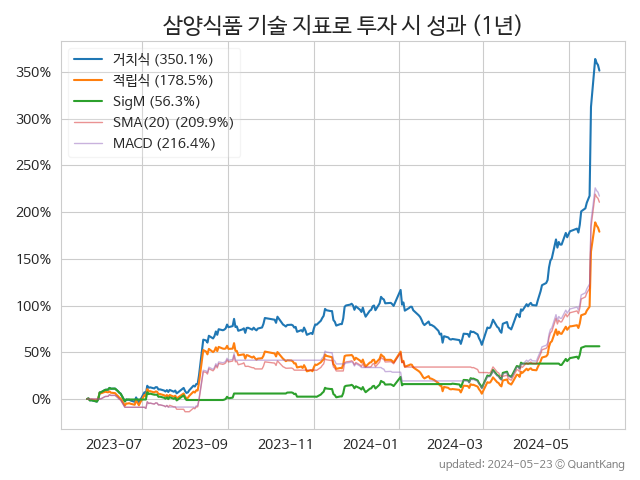 삼양식품 기술 지표로 투자 시 성과 (1년)
거치식 (350.1%)
적립식 (178.5%)
SigM (56.3%)
SMA(20) (209.9%)
MACD (216.4%)
350%
300%
250%
200%
150%
100%
50%
0%
2023-07 2023-09 2023-11 2024-01 2024-03 2024-05
updated: 2024-05-23 © QuantKang